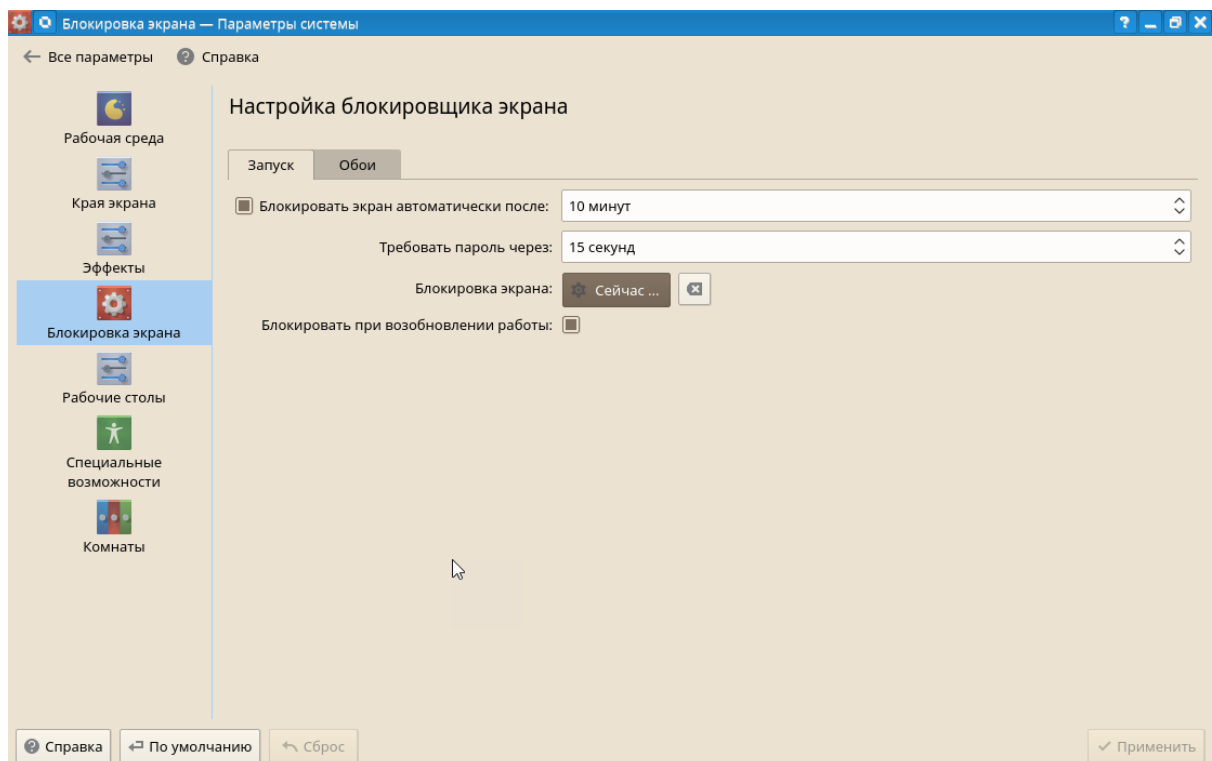 Блокировка экрана — Параметры системы
Все параметры Справка
Рабочая среда
Края экрана
Эффекты
Блокировка экрана
Рабочие столы
Специальные
возможности
Комнаты
Настройка блокировщика экрана
Запуск Обои
Блокировать экран автоматически после: 10 минут
Требовать пароль через: 15 секунд
Блокировка экрана: Сейчас ...
Блокировать при возобновлении работы:
Справка По умолчанию Сброс Применить